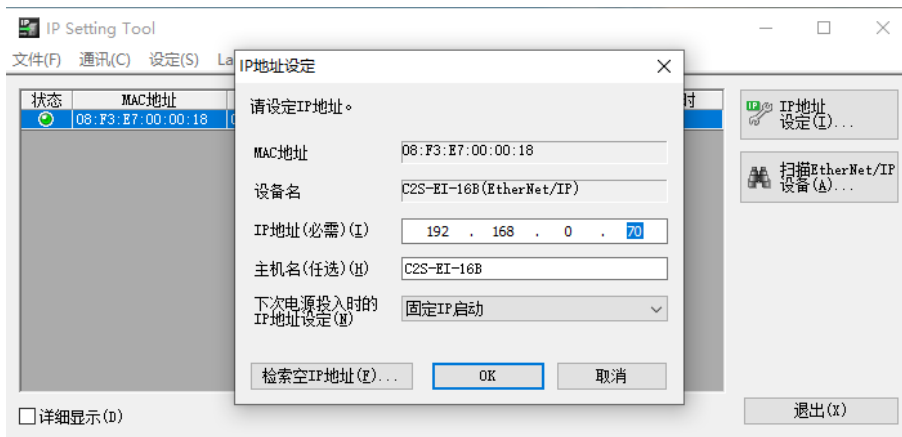 IP Setting Tool
文件(F) 通讯(C) 设定(S) La
状态 MAC地址 时
08:F3:E7:00:00:18
IP地址设定(I)...
扫描EtherNet/IP设备(A)...
IP地址设定
请设定IP地址。
MAC地址 08:F3:E7:00:00:18
设备名 C2S-EI-16B(EtherNet/IP)
IP地址(必需)(I) 192 . 168 . 0 . 70
主机名(任选)(H) C2S-EI-16B
下次电源投入时的
IP地址设定(N) 固定IP启动
检索空IP地址(F)... OK 取消
详细显示(D)
退出(X)